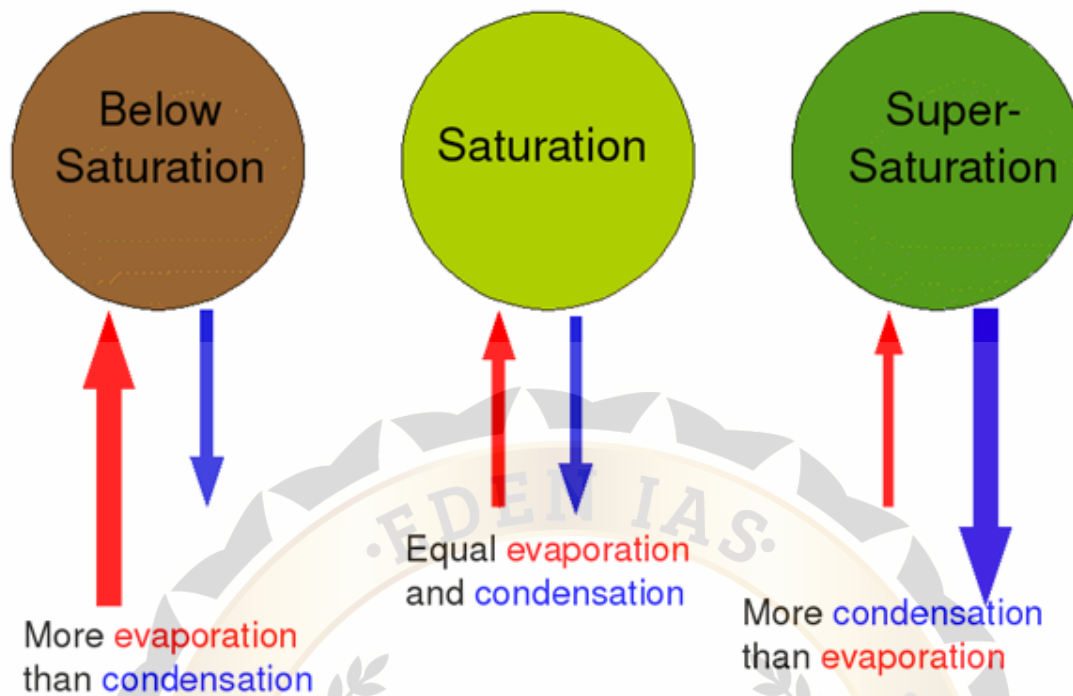 Below
Saturation
Saturation
Super-
Saturation
·EDEN IAS·
Equal evaporation
and condensation
More evaporation
than condensation
More condensation
than evaporation